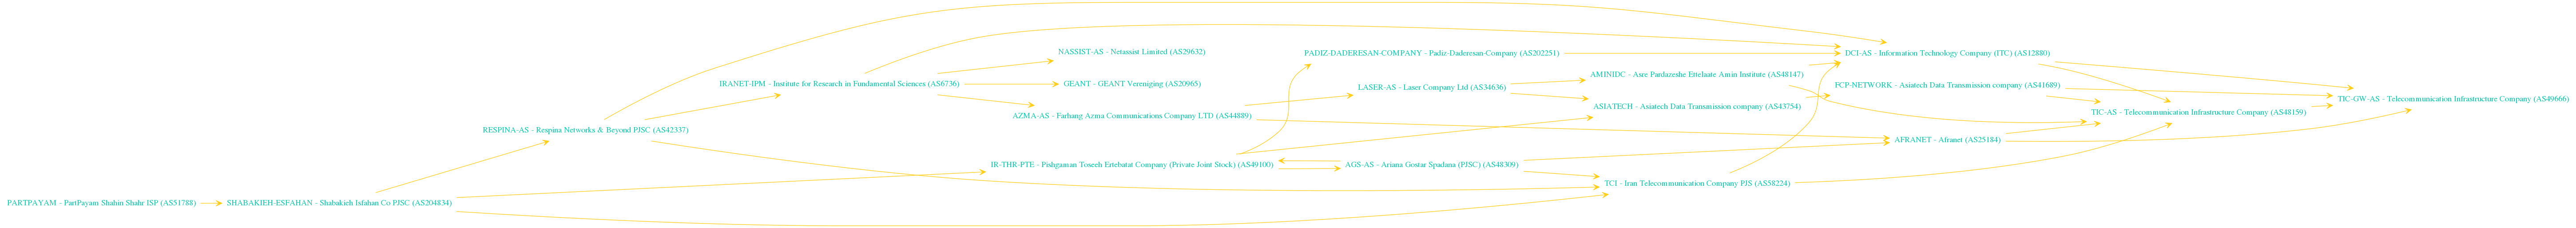 PARTPAYAM - PartPayam Shahin Shahr ISP (AS51788)
SHABAKIEH-ESFAHAN - Shabakieh Isfahan Co PJSC (AS204834)
RESPINA-AS - Respina Networks & Beyond PJSC (AS42337)
IRANET-IPM - Institute for Research in Fundamental Sciences (AS6736)
NASSIST-AS - Netassist Limited (AS29632)
GEANT - GEANT Vereniging (AS20965)
AZMA-AS - Farhang Azma Communications Company LTD (AS44889)
IR-THR-PTE - Pishgaman Toseeh Ertebatat Company (Private Joint Stock) (AS49100)
PADIZ-DADERESAN-COMPANY - Padiz-Daderesan-Company (AS202251)
LASER-AS - Laser Company Ltd (AS34636)
AGS-AS - Ariana Gostar Spadana (PJSC) (AS48309)
AMINIDC - Asre Pardazeshe Ettelaate Amin Institute (AS48147)
ASIATECH - Asiatech Data Transmission company (AS43754)
TCI - Iran Telecommunication Company PJS (AS58224)
DCI-AS - Information Technology Company (ITC) (AS12880)
FCP-NETWORK - Asiatech Data Transmission company (AS41689)
AFRANET - Afranet (AS25184)
TIC-AS - Telecommunication Infrastructure Company (AS48159)
TIC-GW-AS - Telecommunication Infrastructure Company (AS49666)